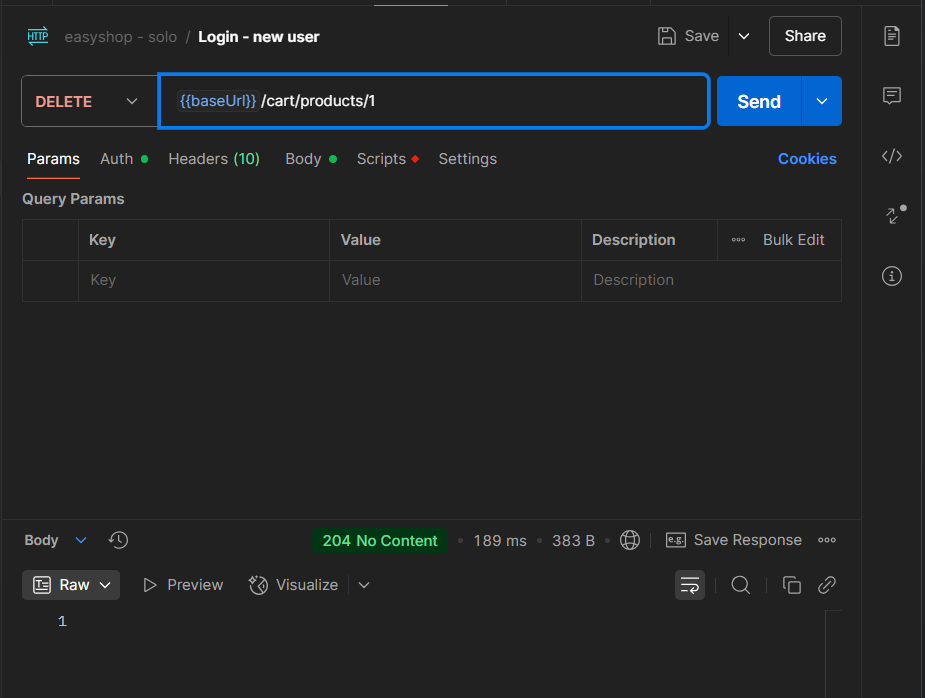 HTTP easyshop - solo / Login - new user Save Share
DELETE {{baseUrl}} /cart/products/1 Send
Params Auth Headers (10) Body Scripts Settings Cookies
Query Params
Key Value Description Bulk Edit
Key Value Description
Body 204 No Content 189 ms 383 B e.g. Save Response
Raw Preview Visualize
1